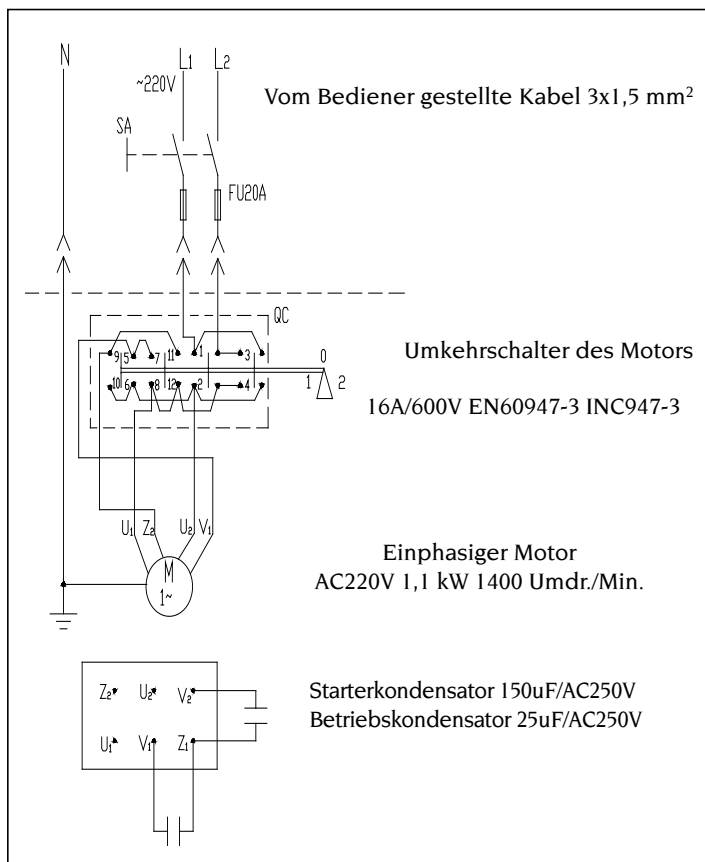 N
L1
L2
~220V
Vom Bediener gestellte Kabel 3x1,5 mm²
SA
FU20A
QC
9 5 7 11 1 3
0
Umkehrschalter des Motors
10 6 8 12 2 4
1 2
16A/600V EN60947-3 INC947-3
U1 Z2 U2 V1
M
1~
Einphasiger Motor
AC220V 1,1 kW 1400 Umdr./Min.
Z2 U2 V2
Starterkondensator 150uF/AC250V
Betriebskondensator 25uF/AC250V
U1 V1 Z1